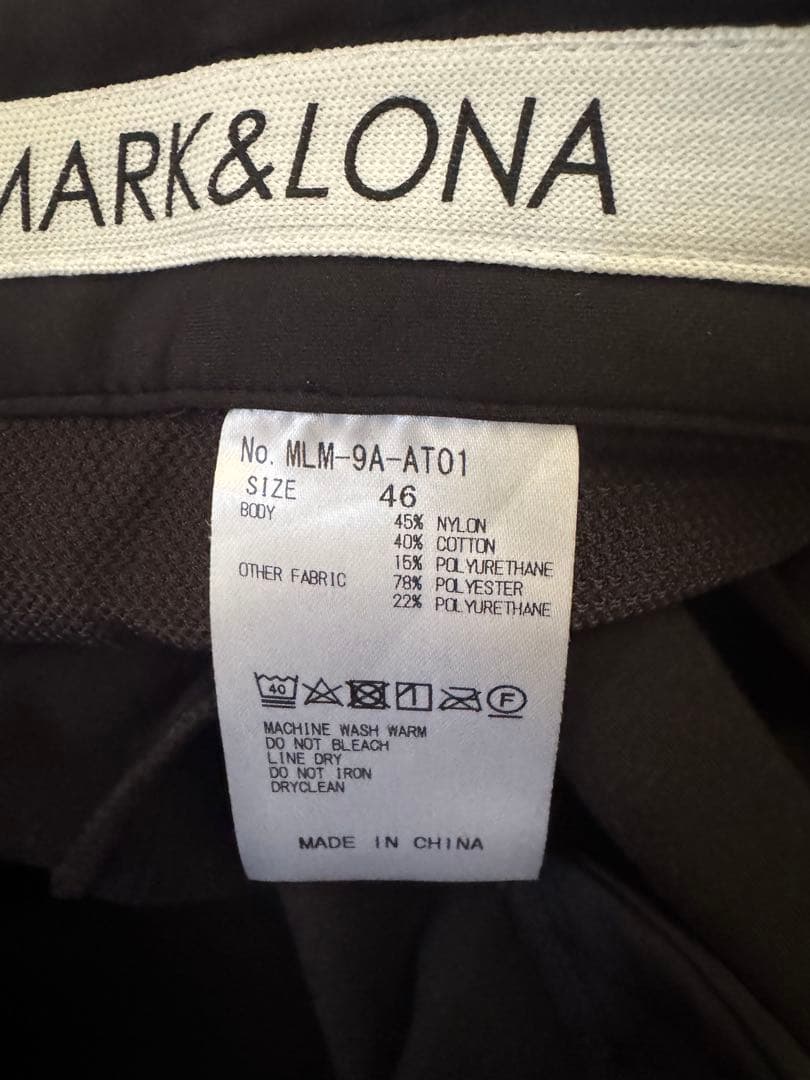 MARK&LONA
No. MLM-9A-AT01
SIZE 46
BODY 45% NYLON
40% COTTON
15% POLYURETHANE
OTHER FABRIC 78% POLYESTER
22% POLYURETHANE
40 F
MACHINE WASH WARM
DO NOT BLEACH
LINE DRY
DO NOT IRON
DRYCLEAN
MADE IN CHINA